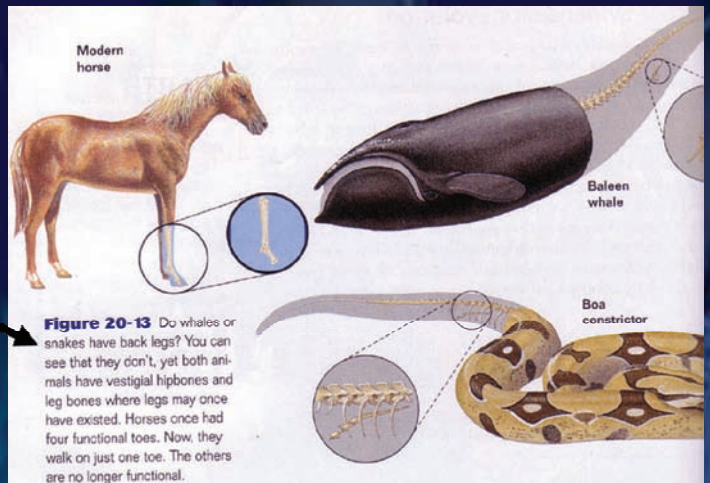 Modern
horse
Baleen
whale
Boa
constrictor
Figure 20-13 Do whales or
snakes have back legs? You can
see that they don't, yet both ani-
mals have vestigial hipbones and
leg bones where legs may once
have existed. Horses once had
four functional toes. Now, they
walk on just one toe. The others
are no longer functional.